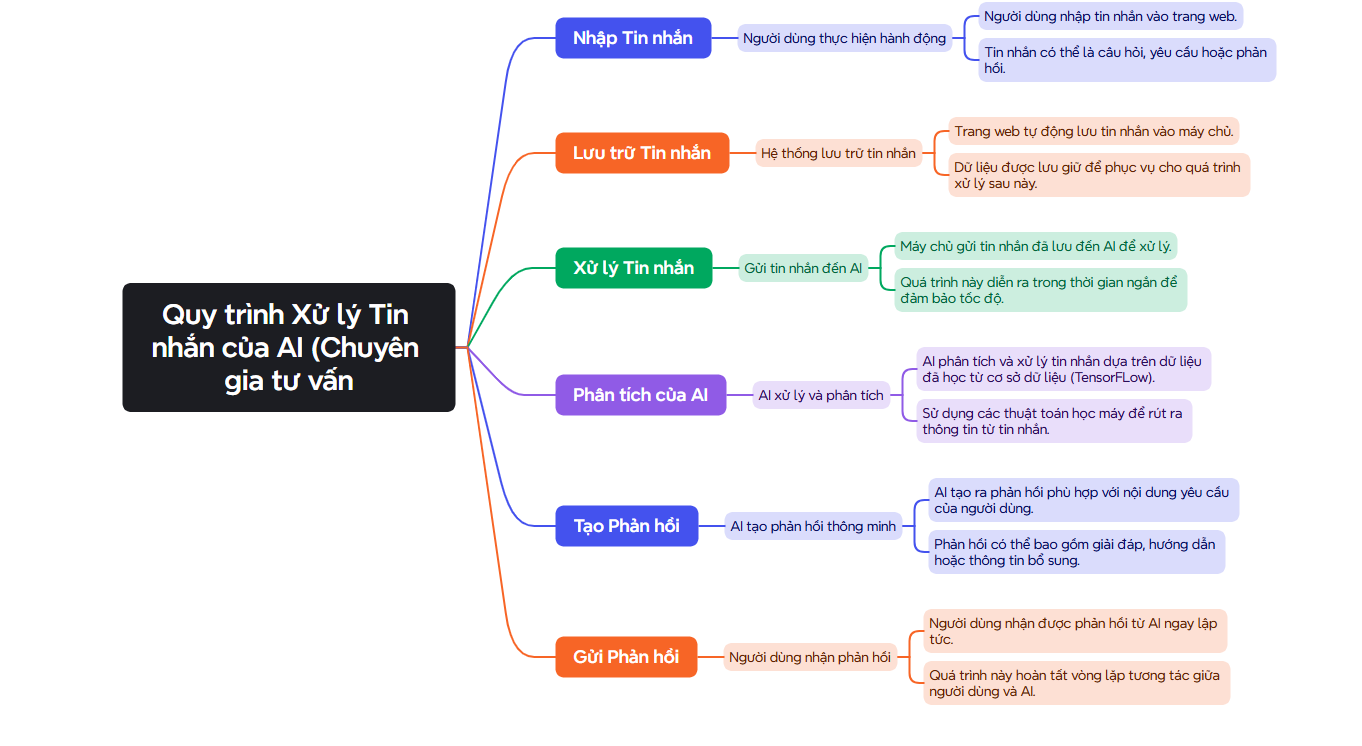 Quy trình Xử lý Tin
nhắn của AI (Chuyên
gia tư vấn
Nhập Tin nhắn
Người dùng thực hiện hành động
Người dùng nhập tin nhắn vào trang web.
Tin nhắn có thể là câu hỏi, yêu cầu hoặc phản
hồi.
Lưu trữ Tin nhắn
Hệ thống lưu trữ tin nhắn
Trang web tự động lưu tin nhắn vào máy chủ.
Dữ liệu được lưu giữ để phục vụ cho quá trình
xử lý sau này.
Xử lý Tin nhắn
Gửi tin nhắn đến AI
Máy chủ gửi tin nhắn đã lưu đến AI để xử lý.
Quá trình này diễn ra trong thời gian ngắn để
đảm bảo tốc độ.
Phân tích của AI
AI xử lý và phân tích
AI phân tích và xử lý tin nhắn dựa trên dữ liệu
đã học từ cơ sở dữ liệu (TensorFLow).
Sử dụng các thuật toán học máy để rút ra
thông tin từ tin nhắn.
Tạo Phản hồi
AI tạo phản hồi thông minh
AI tạo ra phản hồi phù hợp với nội dung yêu cầu
của người dùng.
Phản hồi có thể bao gồm giải đáp, hướng dẫn
hoặc thông tin bổ sung.
Gửi Phản hồi
Người dùng nhận phản hồi
Người dùng nhận được phản hồi từ AI ngay lập
tức.
Quá trình này hoàn tất vòng lặp tương tác giữa
người dùng và AI.